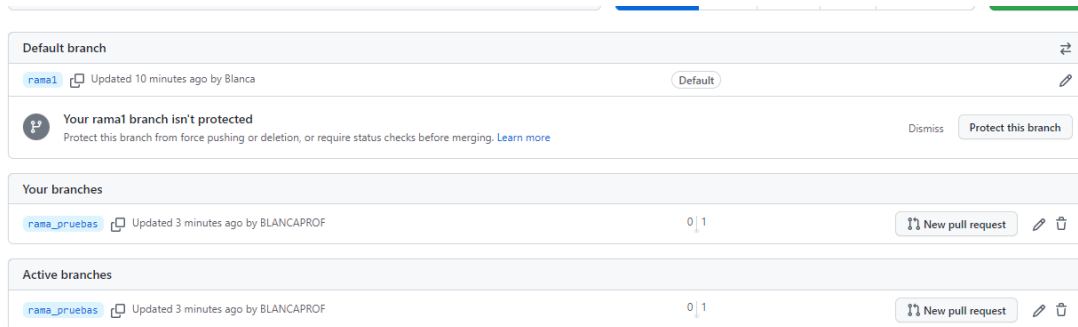 Default branch
rama1 Updated 10 minutes ago by Blanca Default
Your rama1 branch isn't protected
Protect this branch from force pushing or deletion, or require status checks before merging. Learn more Dismiss Protect this branch
Your branches
rama_pruebas Updated 3 minutes ago by BLANCAPROF 0 1 New pull request
Active branches
rama_pruebas Updated 3 minutes ago by BLANCAPROF 0 1 New pull request